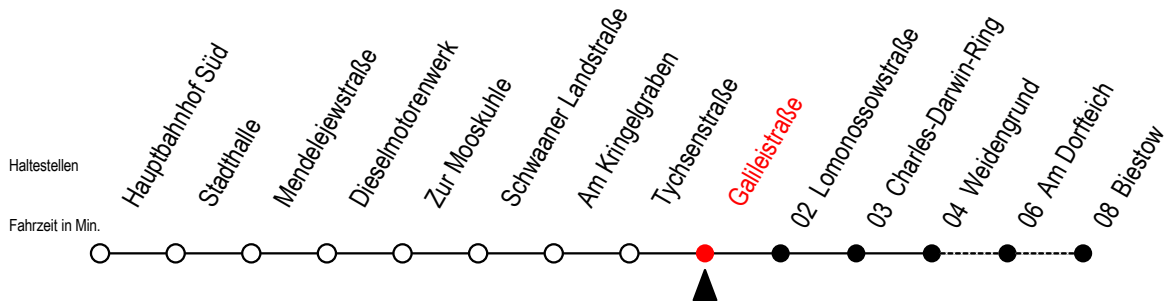 Haltestellen
Fahrzeit in Min.
Hauptbahnhof Süd
Stadthalle
Mendelejewstraße
Dieselmotorenwerk
Zur Mooskuhle
Schwaaner Landstraße
Am Kringelgraben
Tychsenstraße
Galileistraße
02 Lomonossowstraße
03 Charles-Darwin-Ring
04 Weidengrund
06 Am Dorfteich
08 Biestow